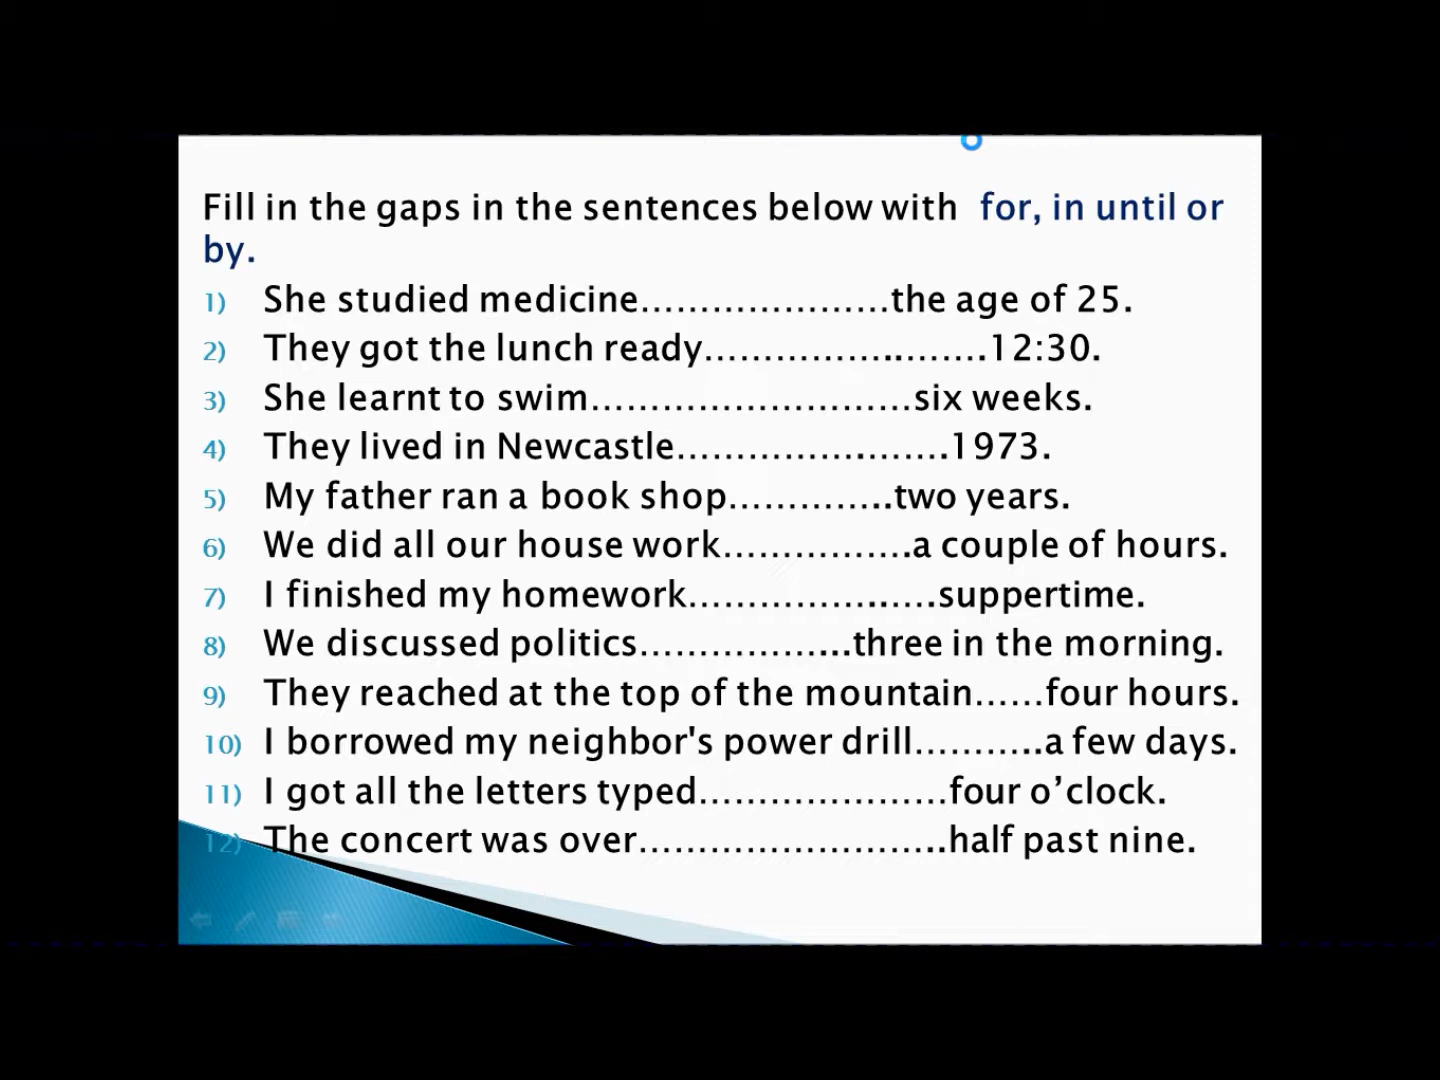 Fill in the gaps in the sentences below with for, in until or
by.
1) She studied medicine.....................the age of 25.
2) They got the lunch ready........................12:30.
3) She learnt to swim...........................six weeks.
4) They lived in Newcastle.......................1973.
5) My father ran a book shop..............two years.
6) We did all our house work................a couple of hours.
7) I finished my homework.....................suppertime.
8) We discussed politics..................three in the morning.
9) They reached at the top of the mountain......four hours.
10) I borrowed my neighbor's power drill...........a few days.
11) I got all the letters typed.....................four o’clock.
12) The concert was over..........................half past nine.